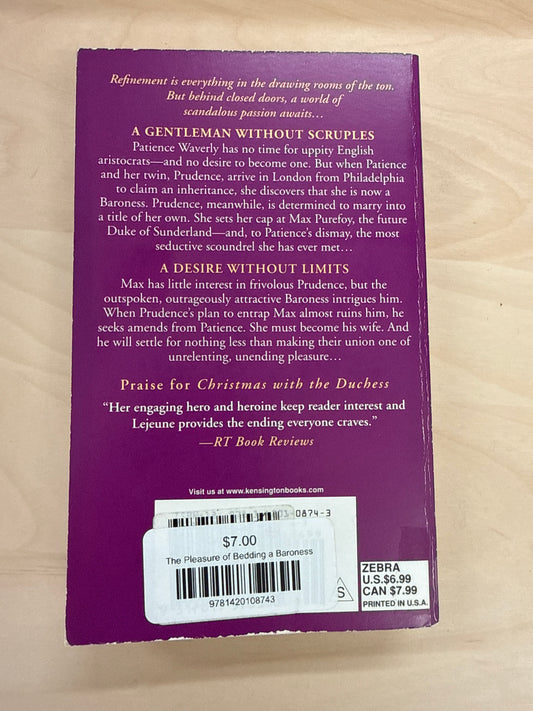 Refinement is everything in the drawing rooms of the ton.
But behind closed doors, a world of
scandalous passion awaits…
A GENTLEMAN WITHOUT SCRUPLES
Patience Waverly has no time for uppity English
aristocrats—and no desire to become one. But when Patience
and her twin, Prudence, arrive in London from Philadelphia
to claim an inheritance, she discovers that she is now a
Baroness. Prudence, meanwhile, is determined to marry into
a title of her own. She sets her cap at Max Purefoy, the future
Duke of Sunderland—and, to Patience's dismay, the most
seductive scoundrel she has ever met…
A DESIRE WITHOUT LIMITS
Max has little interest in frivolous Prudence, but the
outspoken, outrageously attractive Baroness intrigues him.
When Prudence's plan to entrap Max almost ruins him, he
seeks amends from Patience. She must become his wife. And
he will settle for nothing less than making their union one of
unrelenting, unending pleasure…
Praise for Christmas with the Duchess
“Her engaging hero and heroine keep reader interest and
Lejeune provides the ending everyone craves.”
—RT Book Reviews
Visit us at www.kensingtonbooks.com
0874-3
$7.00
The Pleasure of Bedding a Baroness
9781420108743
S
ZEBRA
U.S.$6.99
CAN $7.99
PRINTED IN U.S.A.